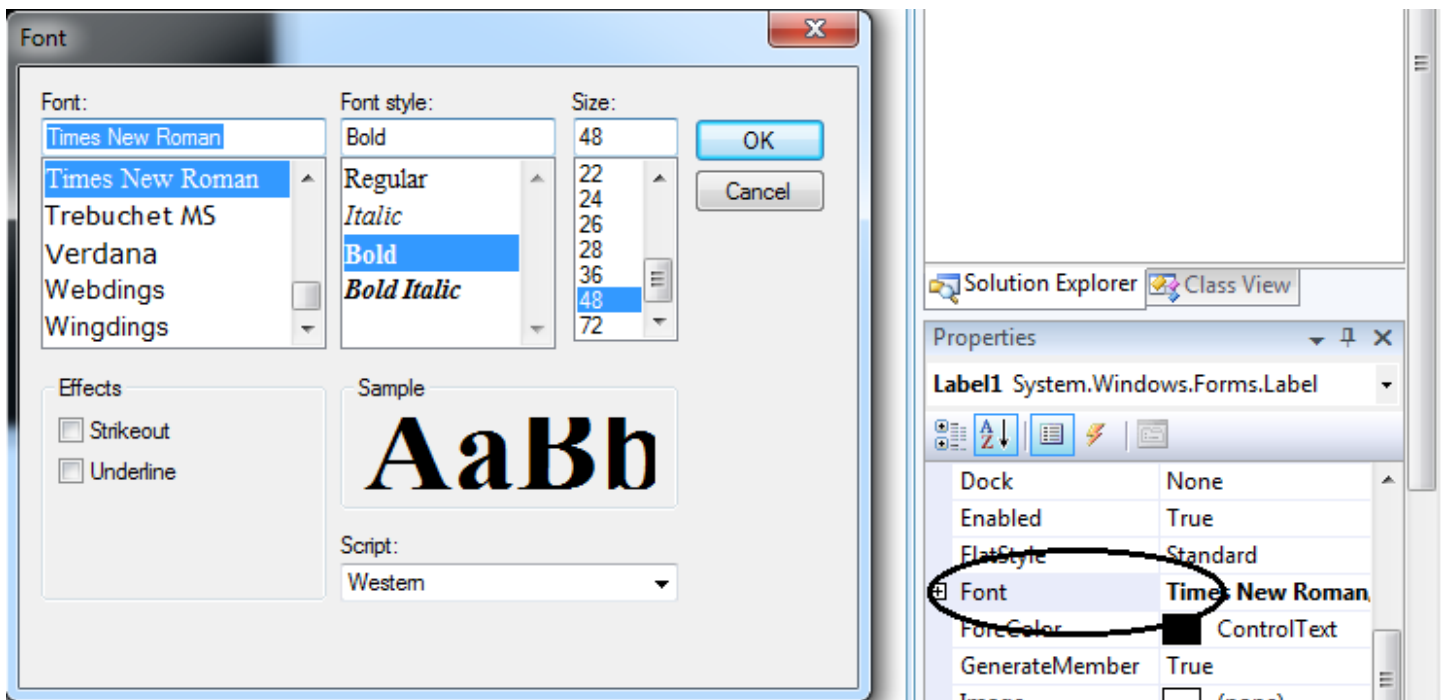 Font
Font:
Font style:
Size:
Times New Roman
Bold
48
OK
Cancel
Times New Roman
Trebuchet MS
Verdana
Webdings
Wingdings
Regular
Italic
Bold
Bold Italic
22
24
26
28
36
48
72
Effects
Strikeout
Underline
Sample
AaBb
Script:
Western
Solution Explorer
Class View
Properties
Label1 System.Windows.Forms.Label
A
Z
Dock None
Enabled True
FlatStyle Standard
Font Times New Roman,
ForeColor ControlText
GenerateMember True
Image (none)